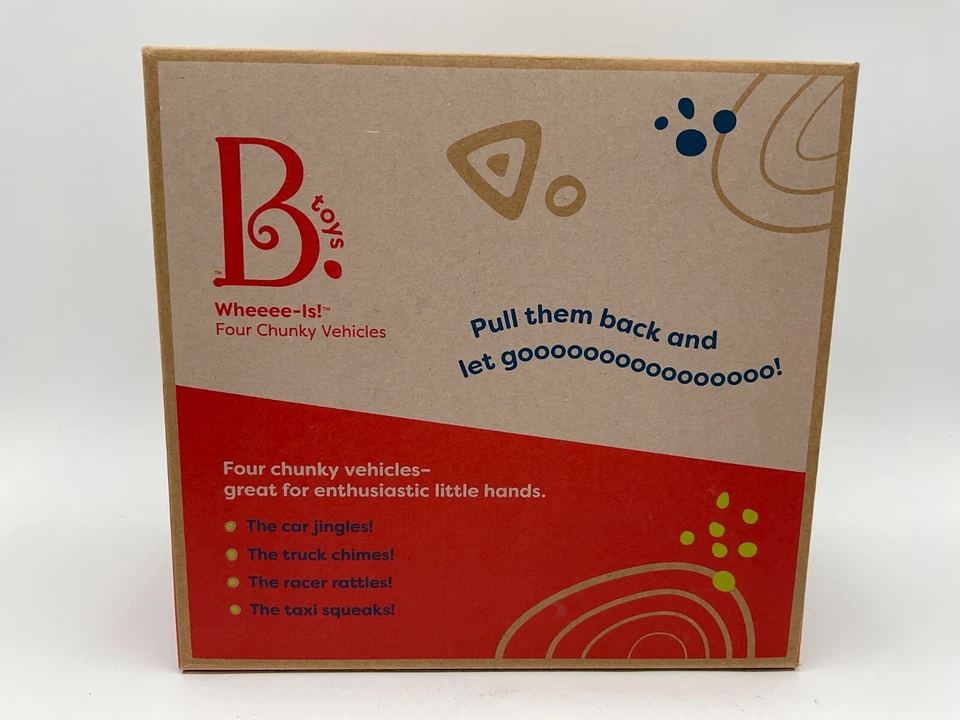 B.
toys
™
Wheeee-Is!™
Four Chunky Vehicles
Pull them back and
let gooooooooooooooooo!
Four chunky vehicles–
great for enthusiastic little hands.
The car jingles!
The truck chimes!
The racer rattles!
The taxi squeaks!